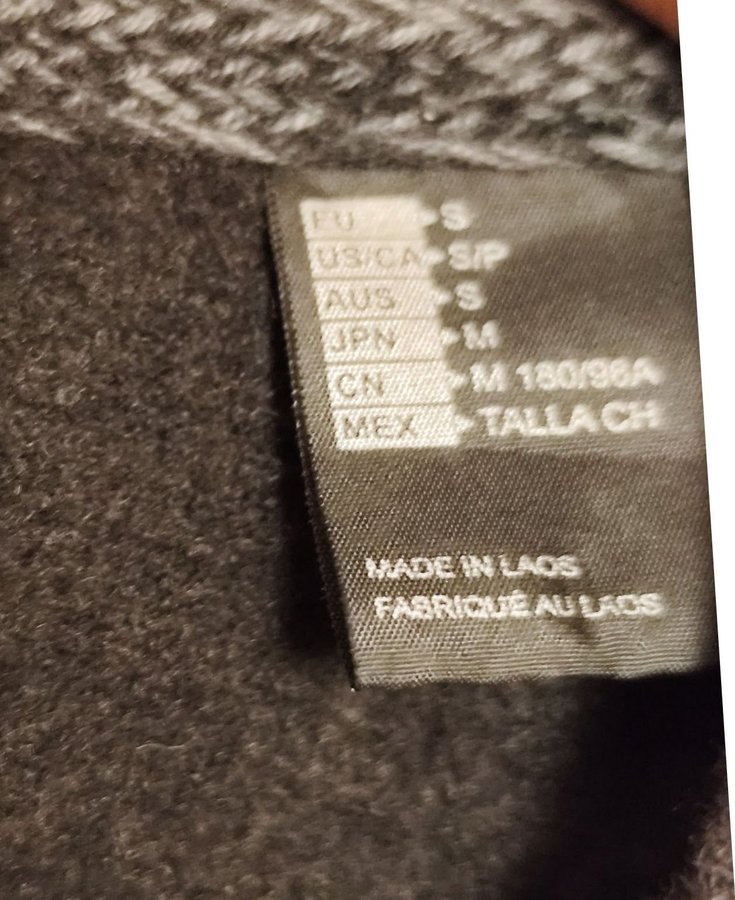 EU S
US/CA S/P
AUS S
JPN M
CN M 180/96A
MEX TALLA CH
MADE IN LAOS
FABRIQUÉ AU LAOS